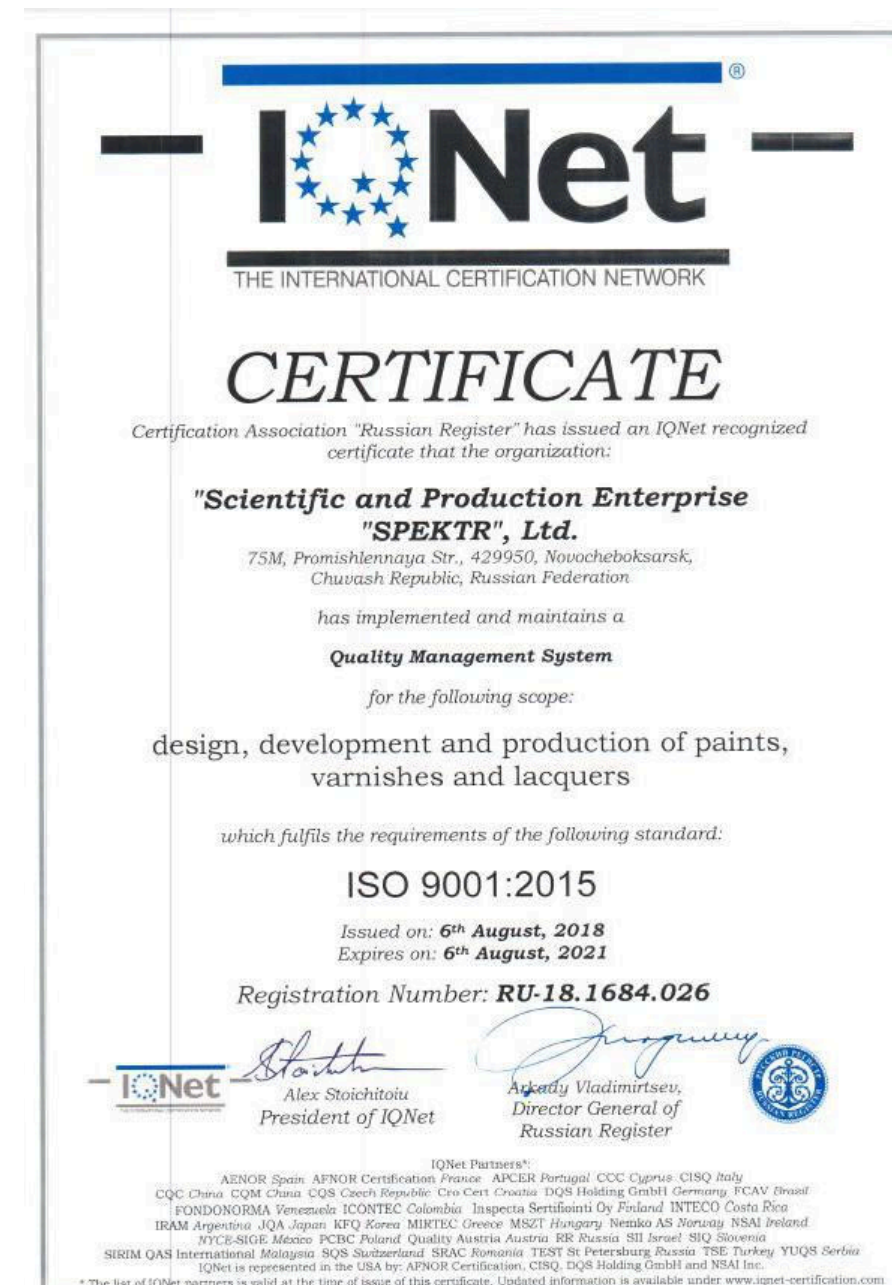 IQNet ®
THE INTERNATIONAL CERTIFICATION NETWORK
CERTIFICATE
Certification Association "Russian Register" has issued an IQNet recognized
certificate that the organization:
"Scientific and Production Enterprise
"SPEKTR", Ltd.
75M, Promishlennaya Str., 429950, Novocheboksarsk,
Chuvash Republic, Russian Federation
has implemented and maintains a
Quality Management System
for the following scope:
design, development and production of paints,
varnishes and lacquers
which fulfils the requirements of the following standard:
ISO 9001:2015
Issued on: 6th August, 2018
Expires on: 6th August, 2021
Registration Number: RU-18.1684.026
IQNet
Alex Stoichitoiu
President of IQNet
Arkady Vladimirtsev,
Director General of
Russian Register
РУССКИЙ РЕГИСТР
RUSSIAN REGISTER
IQNet Partners*:
AENOR Spain AFNOR Certification France APCER Portugal CCC Cyprus CISQ Italy
CQC China CQM China CQS Czech Republic Cro Cert Croatia DQS Holding GmbH Germany FCAV Brazil
FONDONORMA Venezuela ICONTEC Colombia Inspecta Sertifiointi Oy Finland INTECO Costa Rica
IRAM Argentina JQA Japan KFQ Korea MIRTEC Greece MSZT Hungary Nemko AS Norway NSAI Ireland
NYCE-SIGE México PCBC Poland Quality Austria Austria RR Russia SII Israel SIQ Slovenia
SIRIM QAS International Malaysia SQS Switzerland SRAC Romania TEST St Petersburg Russia TSE Turkey YUQS Serbia
IQNet is represented in the USA by: AFNOR Certification, CISQ, DQS Holding GmbH and NSAI Inc.
* The list of IQNet partners is valid at the time of issue of this certificate. Updated information is available under www.iqnet-certification.com